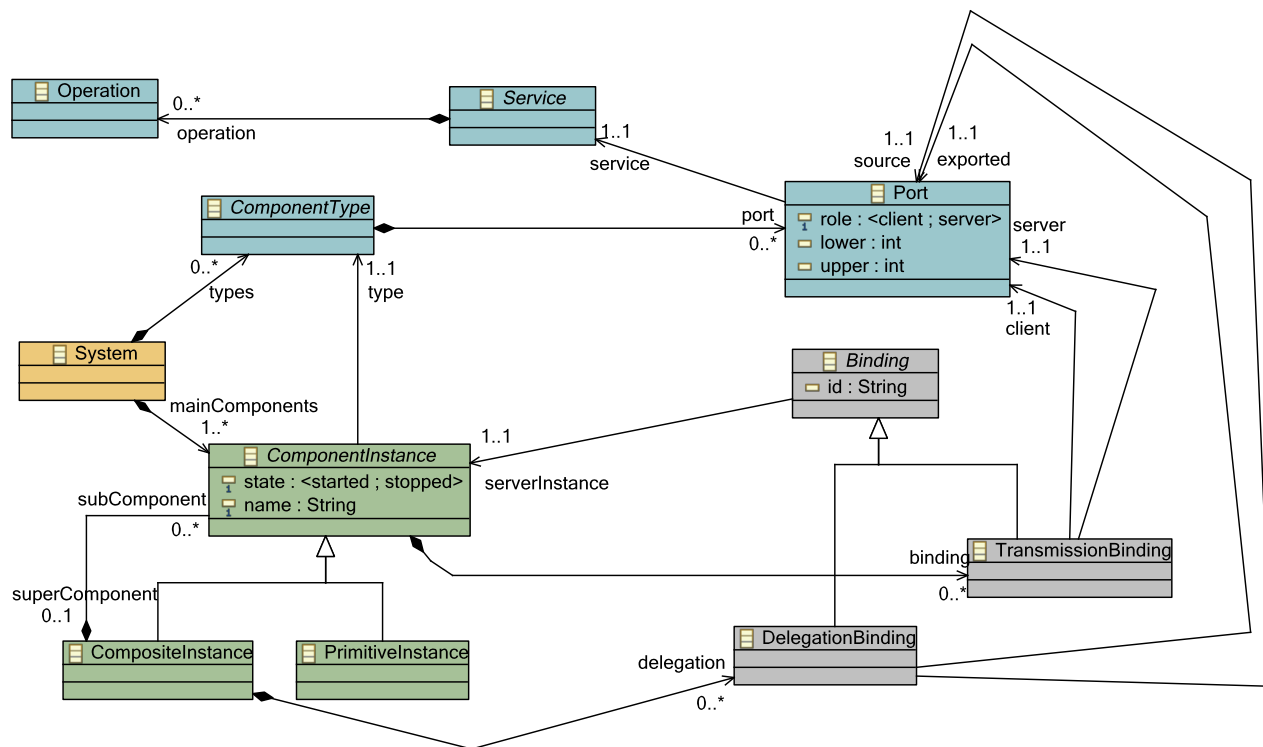 Operation
0..*
operation
Service
1..1
service
1..1
source
1..1
exported
ComponentType
port
0..*
Port
role : <client ; server>
lower : int
upper : int
server
1..1
1..1
client
0..*
types
1..1
type
System
mainComponents
1..*
Binding
id : String
ComponentInstance
state : <started ; stopped>
name : String
1..1
serverInstance
subComponent
0..*
binding
0..*
TransmissionBinding
superComponent
0..1
CompositeInstance
PrimitiveInstance
delegation
0..*
DelegationBinding